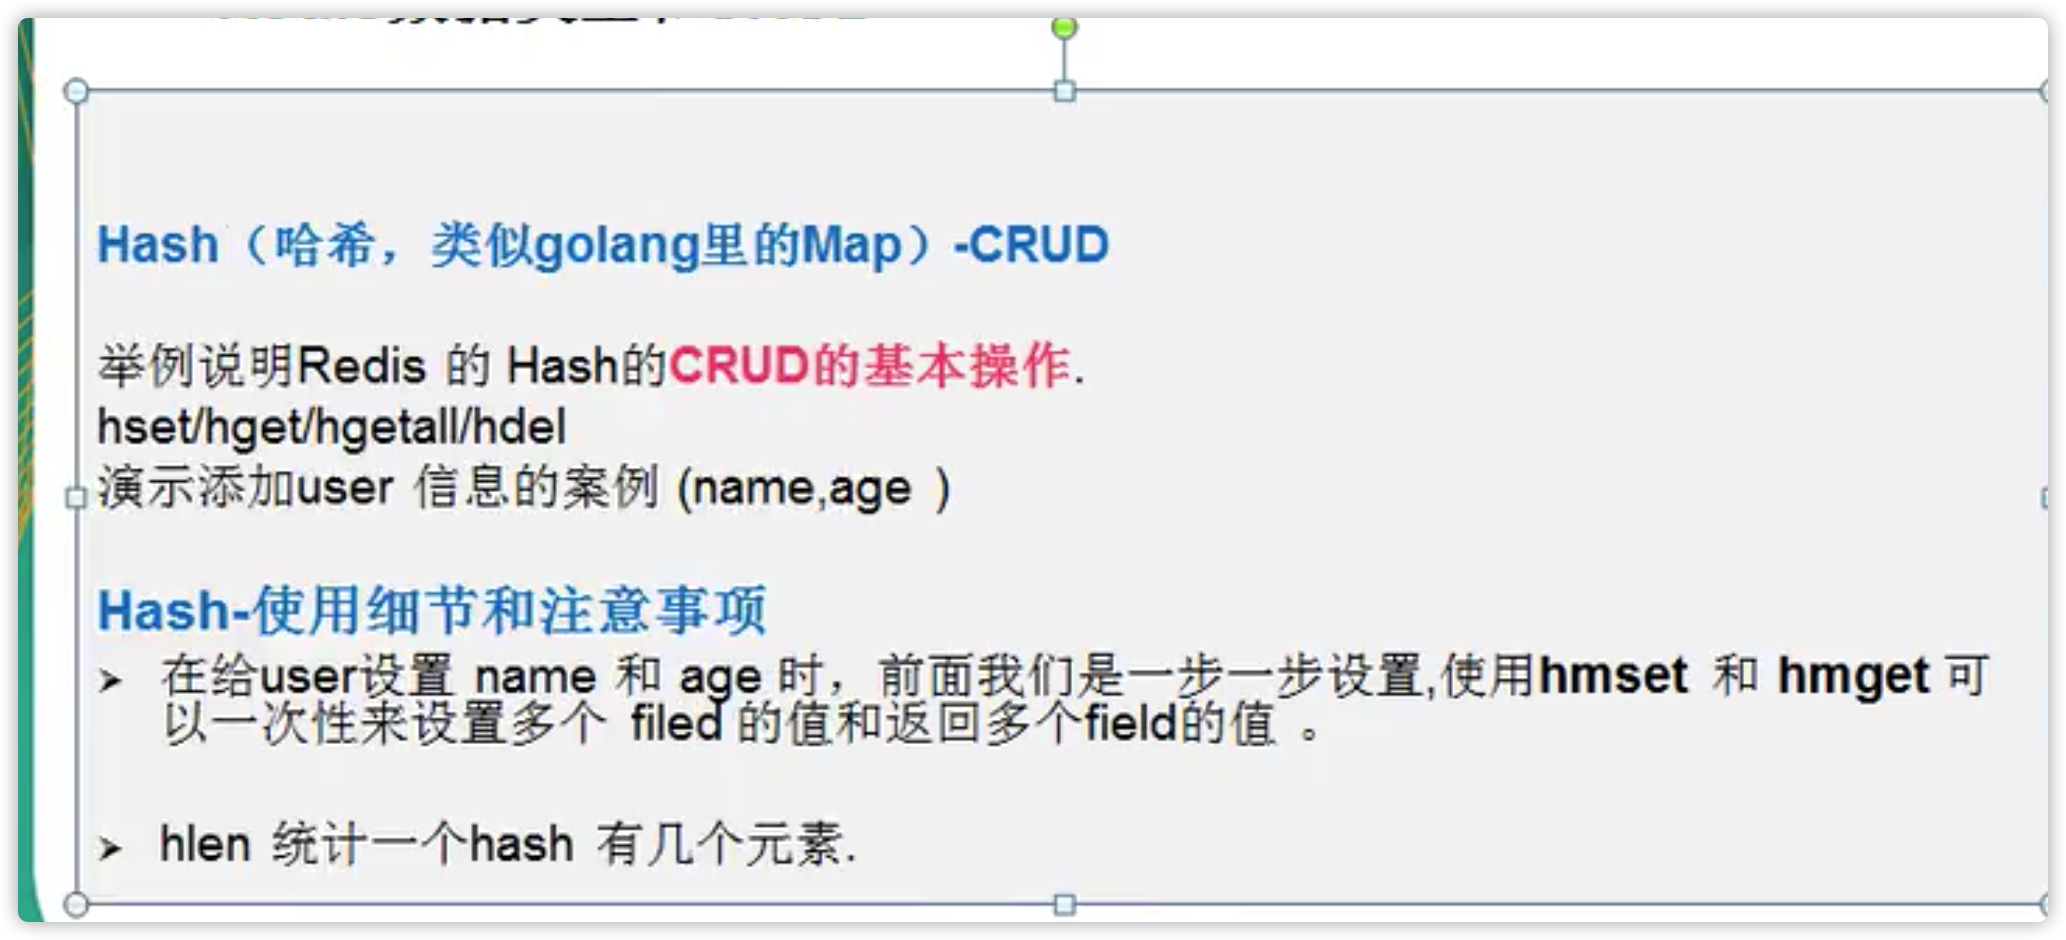 Hash（哈希，类似golang里的Map）-CRUD
举例说明Redis 的 Hash的CRUD的基本操作.
hset/hget/hgetall/hdel
演示添加user 信息的案例 (name,age )
Hash-使用细节和注意事项
➢ 在给user设置 name 和 age 时，前面我们是一步一步设置,使用hmset 和 hmget 可
以一次性来设置多个 filed 的值和返回多个field的值 。
➢ hlen 统计一个hash 有几个元素.